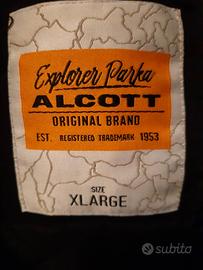 Explorer Parka
ALCOTT
ORIGINAL BRAND
EST. REGISTERED TRADEMARK 1953
SIZE
XLARGE
subito